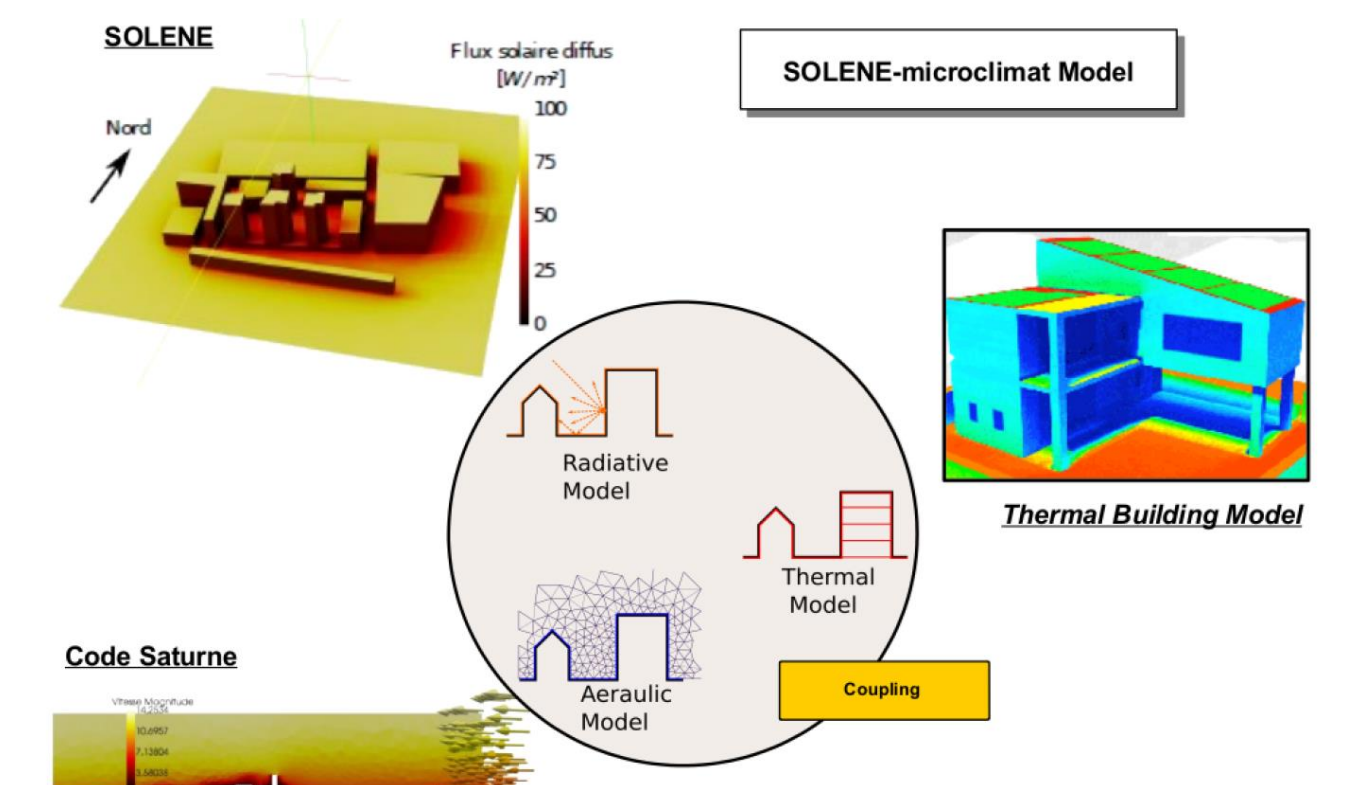 SOLENE
Flux solaire diffus
[W/m²]
100
75
50
25
0
Nord
SOLENE-microclimat Model
Radiative
Model
Thermal
Model
Aeraulic
Model
Thermal Building Model
Coupling
Code Saturne
Vitesse Magnitude
10.6957
7.13804
3.58035